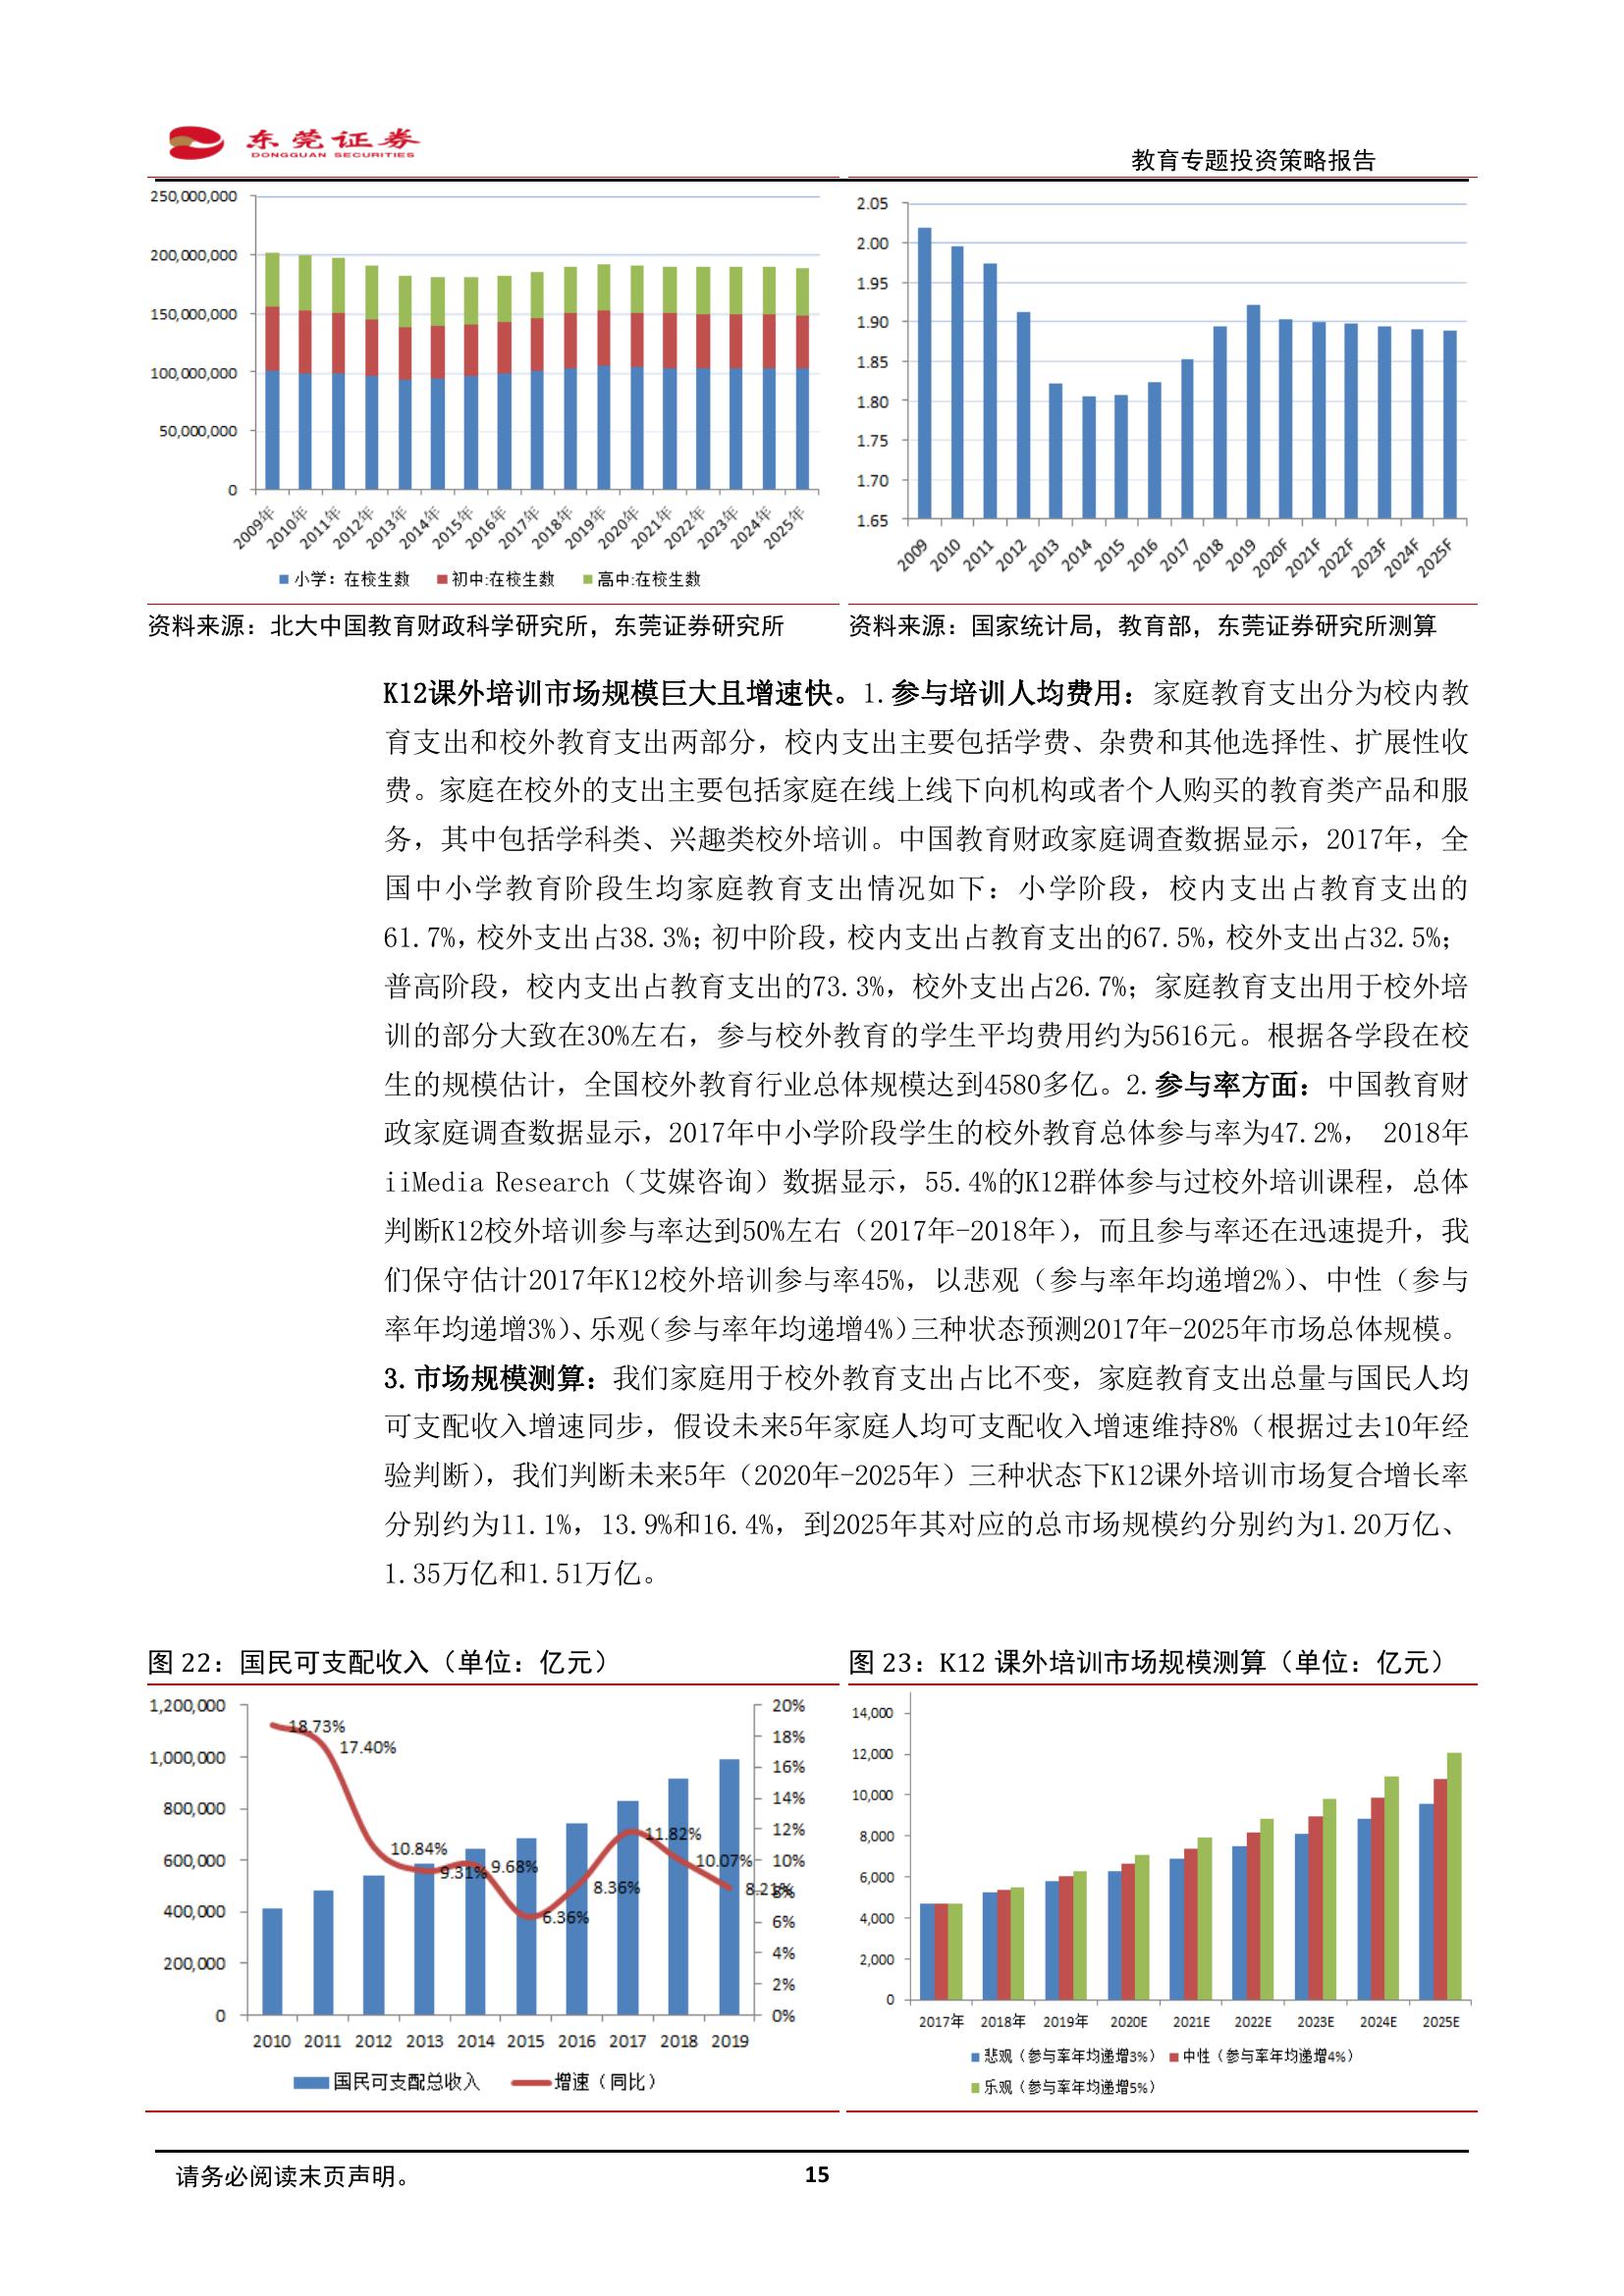 东莞证券
DONGGUAN SECURITIES
教育专题投资策略报告
250,000,000
200,000,000
150,000,000
100,000,000
50,000,000
0
2009年 2010年 2011年 2012年 2013年 2014年 2015年 2016年 2017年 2018年 2019年 2020年 2021年 2022年 2023年 2024年 2025年
小学：在校生数 初中:在校生数 高中:在校生数
2.05
2.00
1.95
1.90
1.85
1.80
1.75
1.70
1.65
2009 2010 2011 2012 2013 2014 2015 2016 2017 2018 2019 2020F 2021F 2022F 2023F 2024F 2025F
资料来源：北大中国教育财政科学研究所，东莞证券研究所
资料来源：国家统计局，教育部，东莞证券研究所测算
K12课外培训市场规模巨大且增速快。1.参与培训人均费用：家庭教育支出分为校内教
育支出和校外教育支出两部分，校内支出主要包括学费、杂费和其他选择性、扩展性收
费。家庭在校外的支出主要包括家庭在线上线下向机构或者个人购买的教育类产品和服
务，其中包括学科类、兴趣类校外培训。中国教育财政家庭调查数据显示，2017年，全
国中小学教育阶段生均家庭教育支出情况如下：小学阶段，校内支出占教育支出的
61.7%，校外支出占38.3%；初中阶段，校内支出占教育支出的67.5%，校外支出占32.5%；
普高阶段，校内支出占教育支出的73.3%，校外支出占26.7%；家庭教育支出用于校外培
训的部分大致在30%左右，参与校外教育的学生平均费用约为5616元。根据各学段在校
生的规模估计，全国校外教育行业总体规模达到4580多亿。2.参与率方面：中国教育财
政家庭调查数据显示，2017年中小学阶段学生的校外教育总体参与率为47.2%， 2018年
iiMedia Research（艾媒咨询）数据显示，55.4%的K12群体参与过校外培训课程，总体
判断K12校外培训参与率达到50%左右（2017年-2018年），而且参与率还在迅速提升，我
们保守估计2017年K12校外培训参与率45%，以悲观（参与率年均递增2%）、中性（参与
率年均递增3%）、乐观（参与率年均递增4%）三种状态预测2017年-2025年市场总体规模。
3.市场规模测算：我们家庭用于校外教育支出占比不变，家庭教育支出总量与国民人均
可支配收入增速同步，假设未来5年家庭人均可支配收入增速维持8%（根据过去10年经
验判断），我们判断未来5年（2020年-2025年）三种状态下K12课外培训市场复合增长率
分别约为11.1%，13.9%和16.4%，到2025年其对应的总市场规模约分别约为1.20万亿、
1.35万亿和1.51万亿。
图 22：国民可支配收入（单位：亿元）
1,200,000
1,000,000
800,000
600,000
400,000
200,000
0
18.73%
17.40%
10.84%
9.31%
9.68%
6.36%
8.36%
11.82%
10.07%
8.21%
20%
18%
16%
14%
12%
10%
8%
6%
4%
2%
0%
2010 2011 2012 2013 2014 2015 2016 2017 2018 2019
国民可支配总收入 增速（同比）
图 23：K12 课外培训市场规模测算（单位：亿元）
14,000
12,000
10,000
8,000
6,000
4,000
2,000
0
2017年 2018年 2019年 2020E 2021E 2022E 2023E 2024E 2025E
悲观（参与率年均递增3%） 中性（参与率年均递增4%）
乐观（参与率年均递增5%）
请务必阅读末页声明。
15